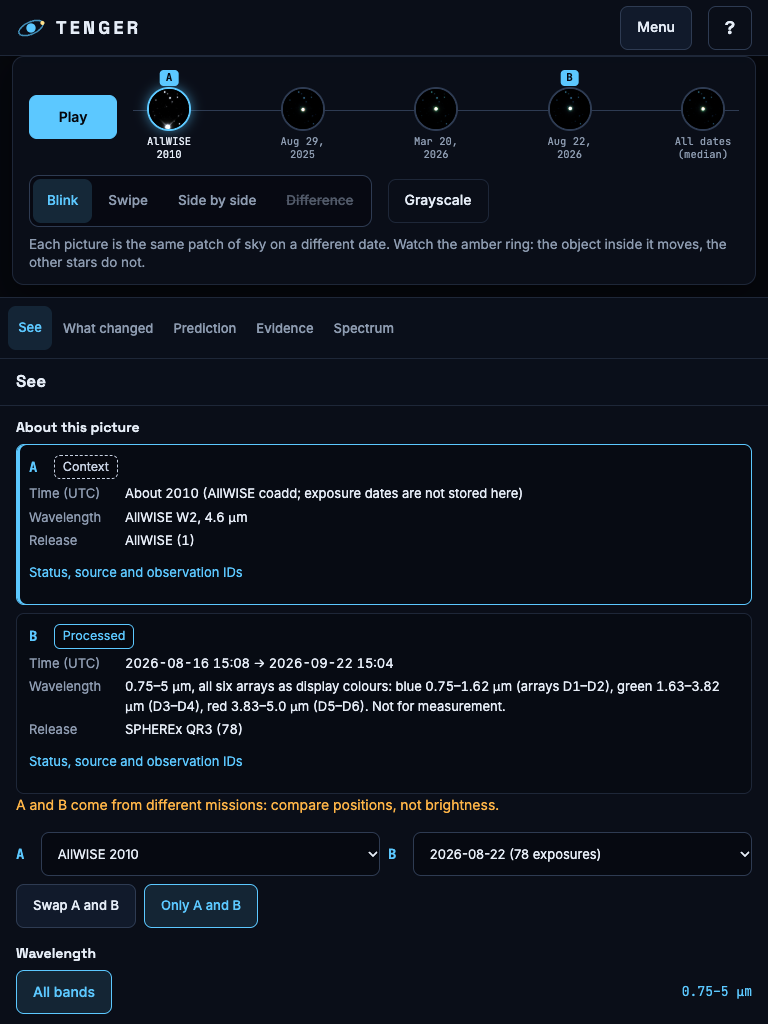 TENGER
Menu
?
A
B
Play
AllWISE
2010
Aug 29,
2025
Mar 20,
2026
Aug 22,
2026
All dates
(median)
Blink
Swipe
Side by side
Difference
Grayscale
Each picture is the same patch of sky on a different date. Watch the amber ring: the object inside it moves, the
other stars do not.
See
What changed
Prediction
Evidence
Spectrum
See
About this picture
A
Context
Time (UTC)
About 2010 (AllWISE coadd; exposure dates are not stored here)
Wavelength
AllWISE W2, 4.6 µm
Release
AllWISE (1)
Status, source and observation IDs
B
Processed
Time (UTC)
2026-08-16 15:08 → 2026-09-22 15:04
Wavelength
0.75–5 µm, all six arrays as display colours: blue 0.75–1.62 µm (arrays D1–D2), green 1.63–3.82
µm (D3–D4), red 3.83–5.0 µm (D5–D6). Not for measurement.
Release
SPHEREx QR3 (78)
Status, source and observation IDs
A and B come from different missions: compare positions, not brightness.
A
AllWISE 2010
B
2026-08-22 (78 exposures)
Swap A and B
Only A and B
Wavelength
All bands
0.75–5 µm